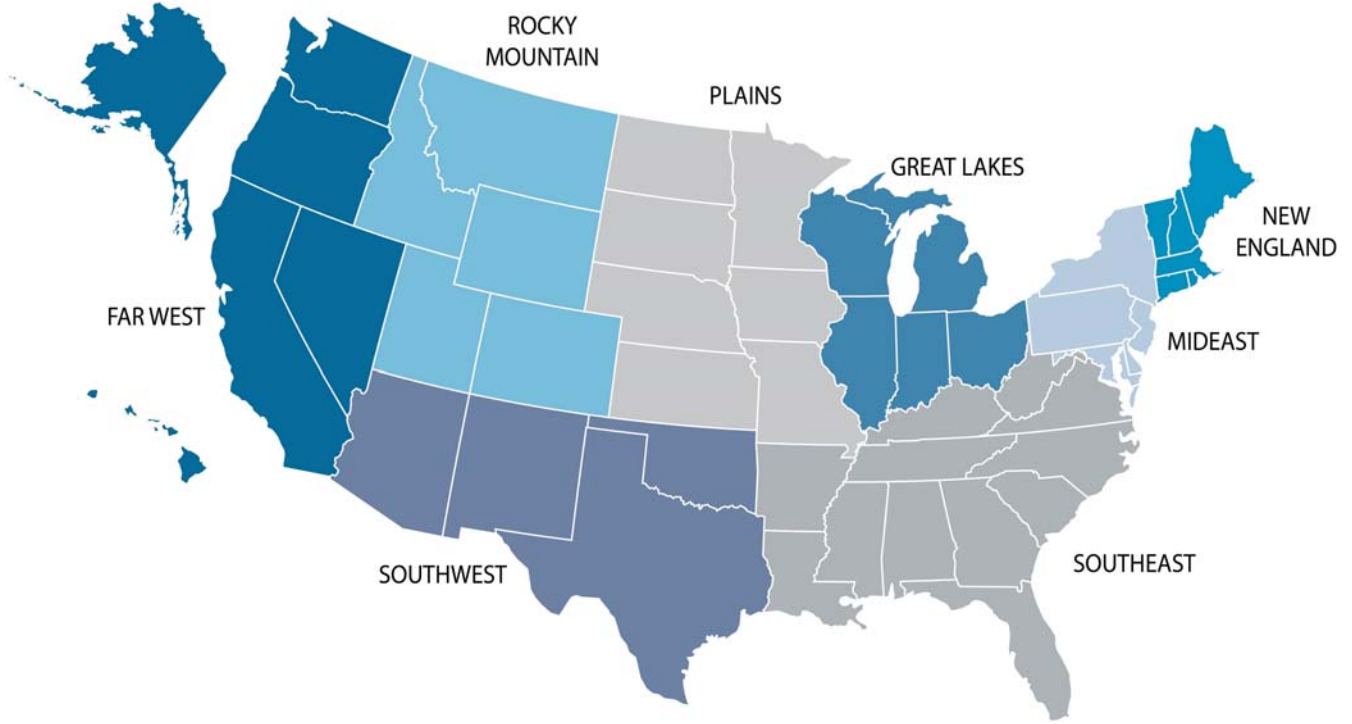 ROCKY
MOUNTAIN
PLAINS
GREAT LAKES
NEW
ENGLAND
FAR WEST
MIDEAST
SOUTHWEST
SOUTHEAST